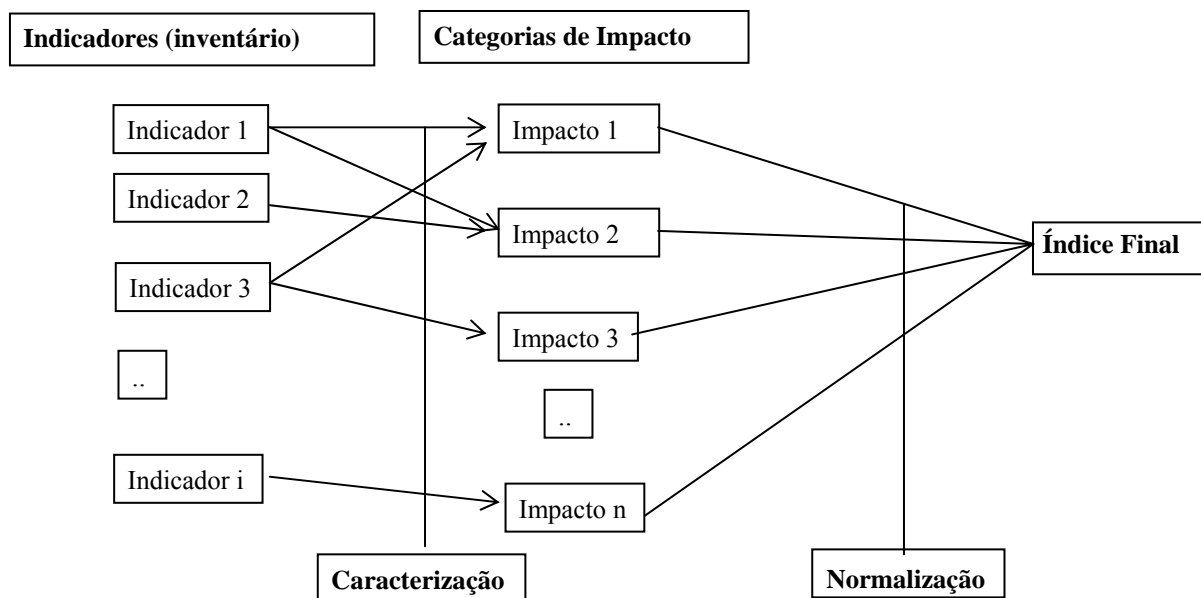 Indicadores (inventário)
Categorias de Impacto
Indicador 1
Impacto 1
Indicador 2
Impacto 2
Índice Final
Indicador 3
Impacto 3
..
..
Indicador i
Impacto n
Caracterização
Normalização